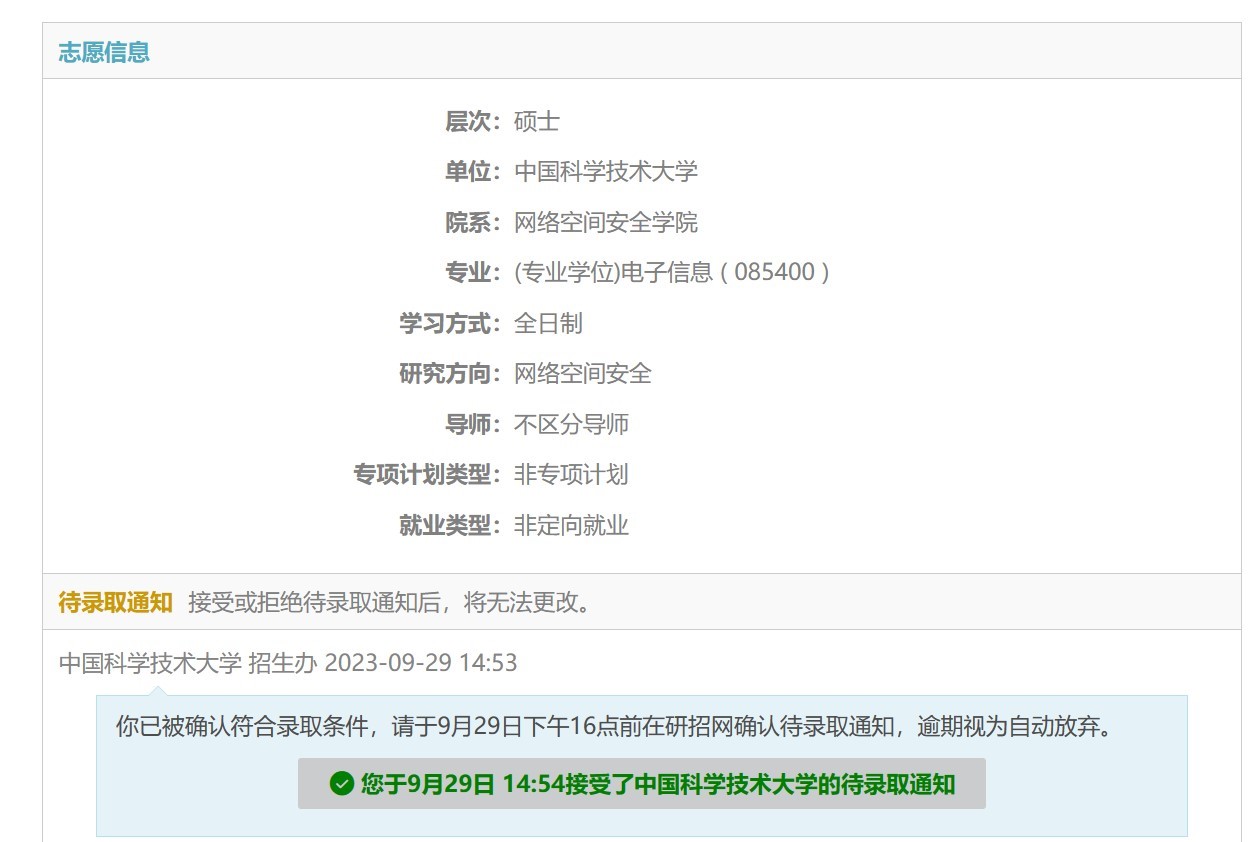 志愿信息
层次：硕士
单位：中国科学技术大学
院系：网络空间安全学院
专业：(专业学位)电子信息 ( 085400 )
学习方式：全日制
研究方向：网络空间安全
导师：不区分导师
专项计划类型：非专项计划
就业类型：非定向就业
待录取通知 接受或拒绝待录取通知后，将无法更改。
中国科学技术大学 招生办 2023-09-29 14:53
你已被确认符合录取条件，请于9月29日下午16点前在研招网确认待录取通知，逾期视为自动放弃。
您于9月29日 14:54接受了中国科学技术大学的待录取通知